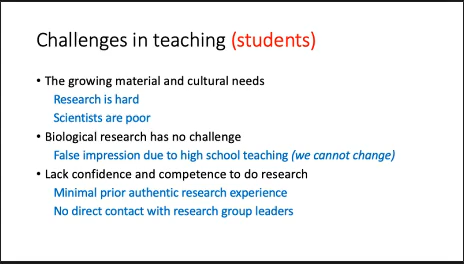 Challenges in teaching (students)
• The growing material and cultural needs
Research is hard
Scientists are poor
• Biological research has no challenge
False impression due to high school teaching (we cannot change)
• Lack confidence and competence to do research
Minimal prior authentic research experience
No direct contact with research group leaders